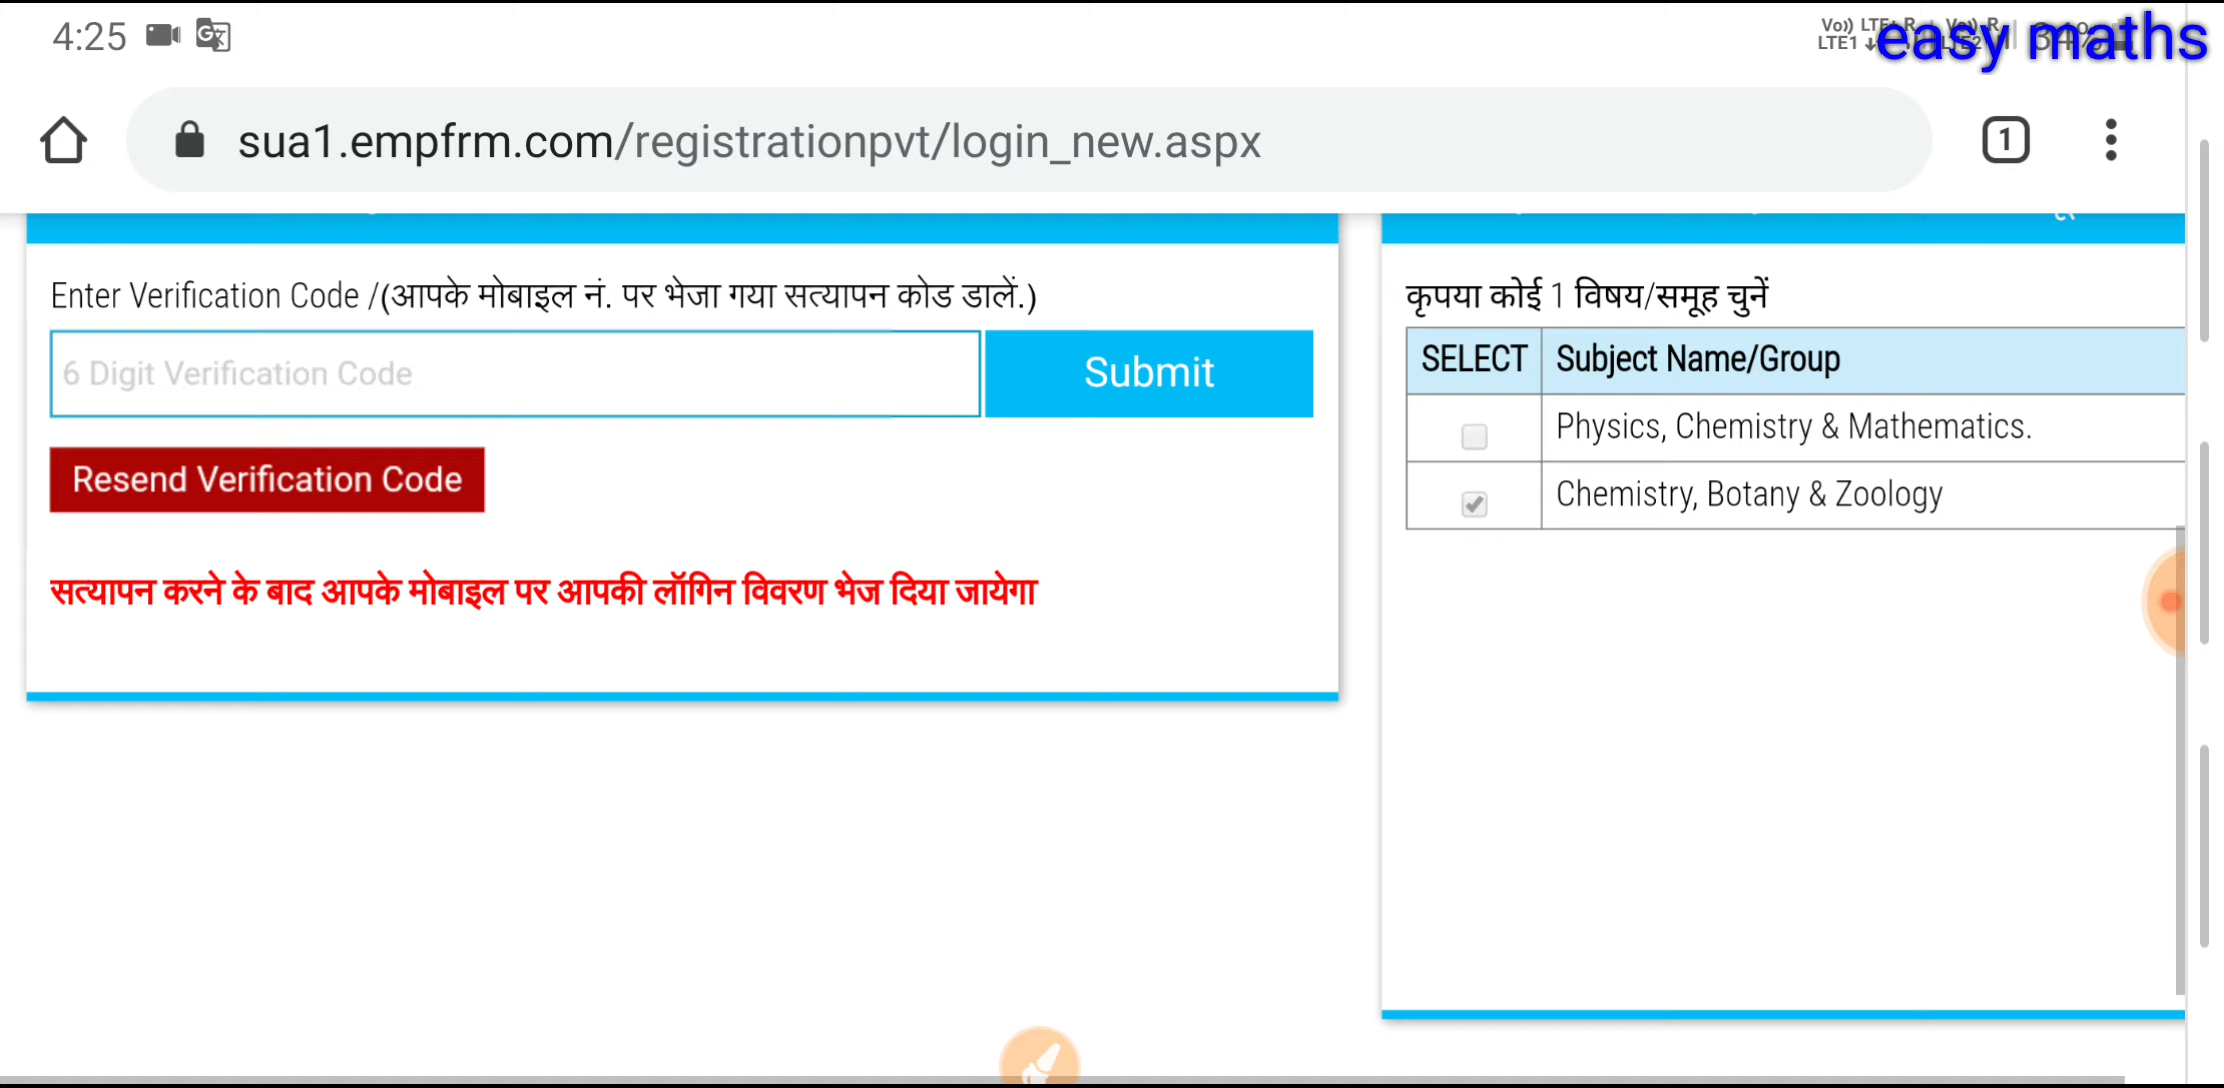 4:25
easy maths
sua1.empfrm.com/registrationpvt/login_new.aspx
1
Enter Verification Code /(आपके मोबाइल नं. पर भेजा गया सत्यापन कोड डालें.)
6 Digit Verification Code
Submit
Resend Verification Code
सत्यापन करने के बाद आपके मोबाइल पर आपकी लॉगिन विवरण भेज दिया जायेगा
कृपया कोई 1 विषय/समूह चुनें
SELECT Subject Name/Group
Physics, Chemistry & Mathematics.
Chemistry, Botany & Zoology